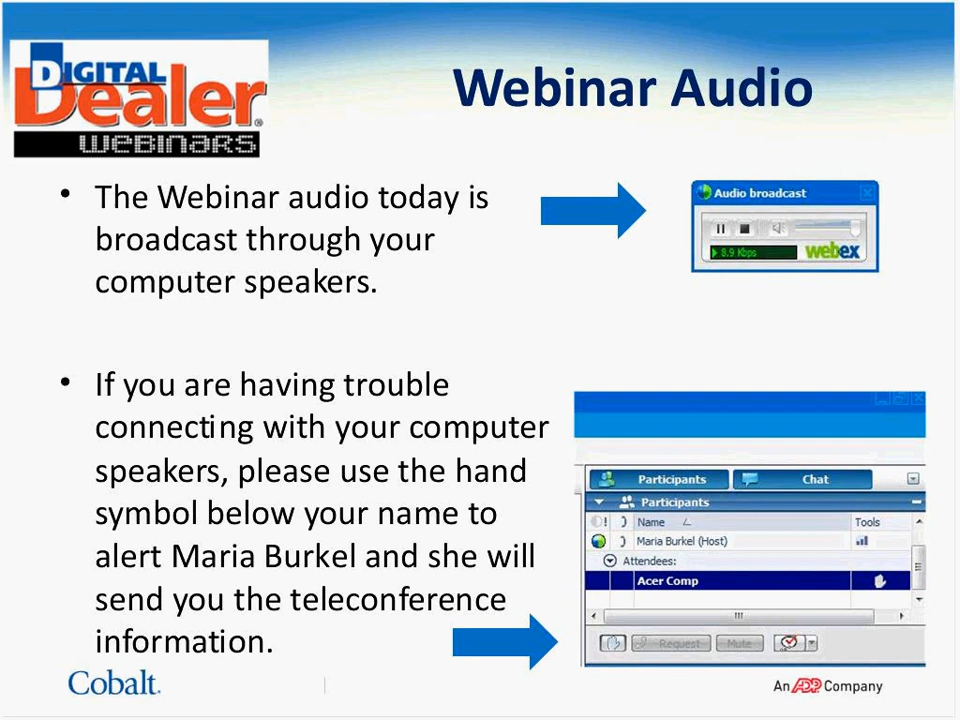 DIGITAL
Dealer®
WEBINARS
Webinar Audio
• The Webinar audio today is
broadcast through your
computer speakers.
Audio broadcast
8.9 Kbps
webex
• If you are having trouble
connecting with your computer
speakers, please use the hand
symbol below your name to
alert Maria Burkel and she will
send you the teleconference
information.
Participants Chat
Participants
Name Tools
Maria Burkel (Host)
Attendees:
Acer Comp
Request Mute
Cobalt.
An ADP Company